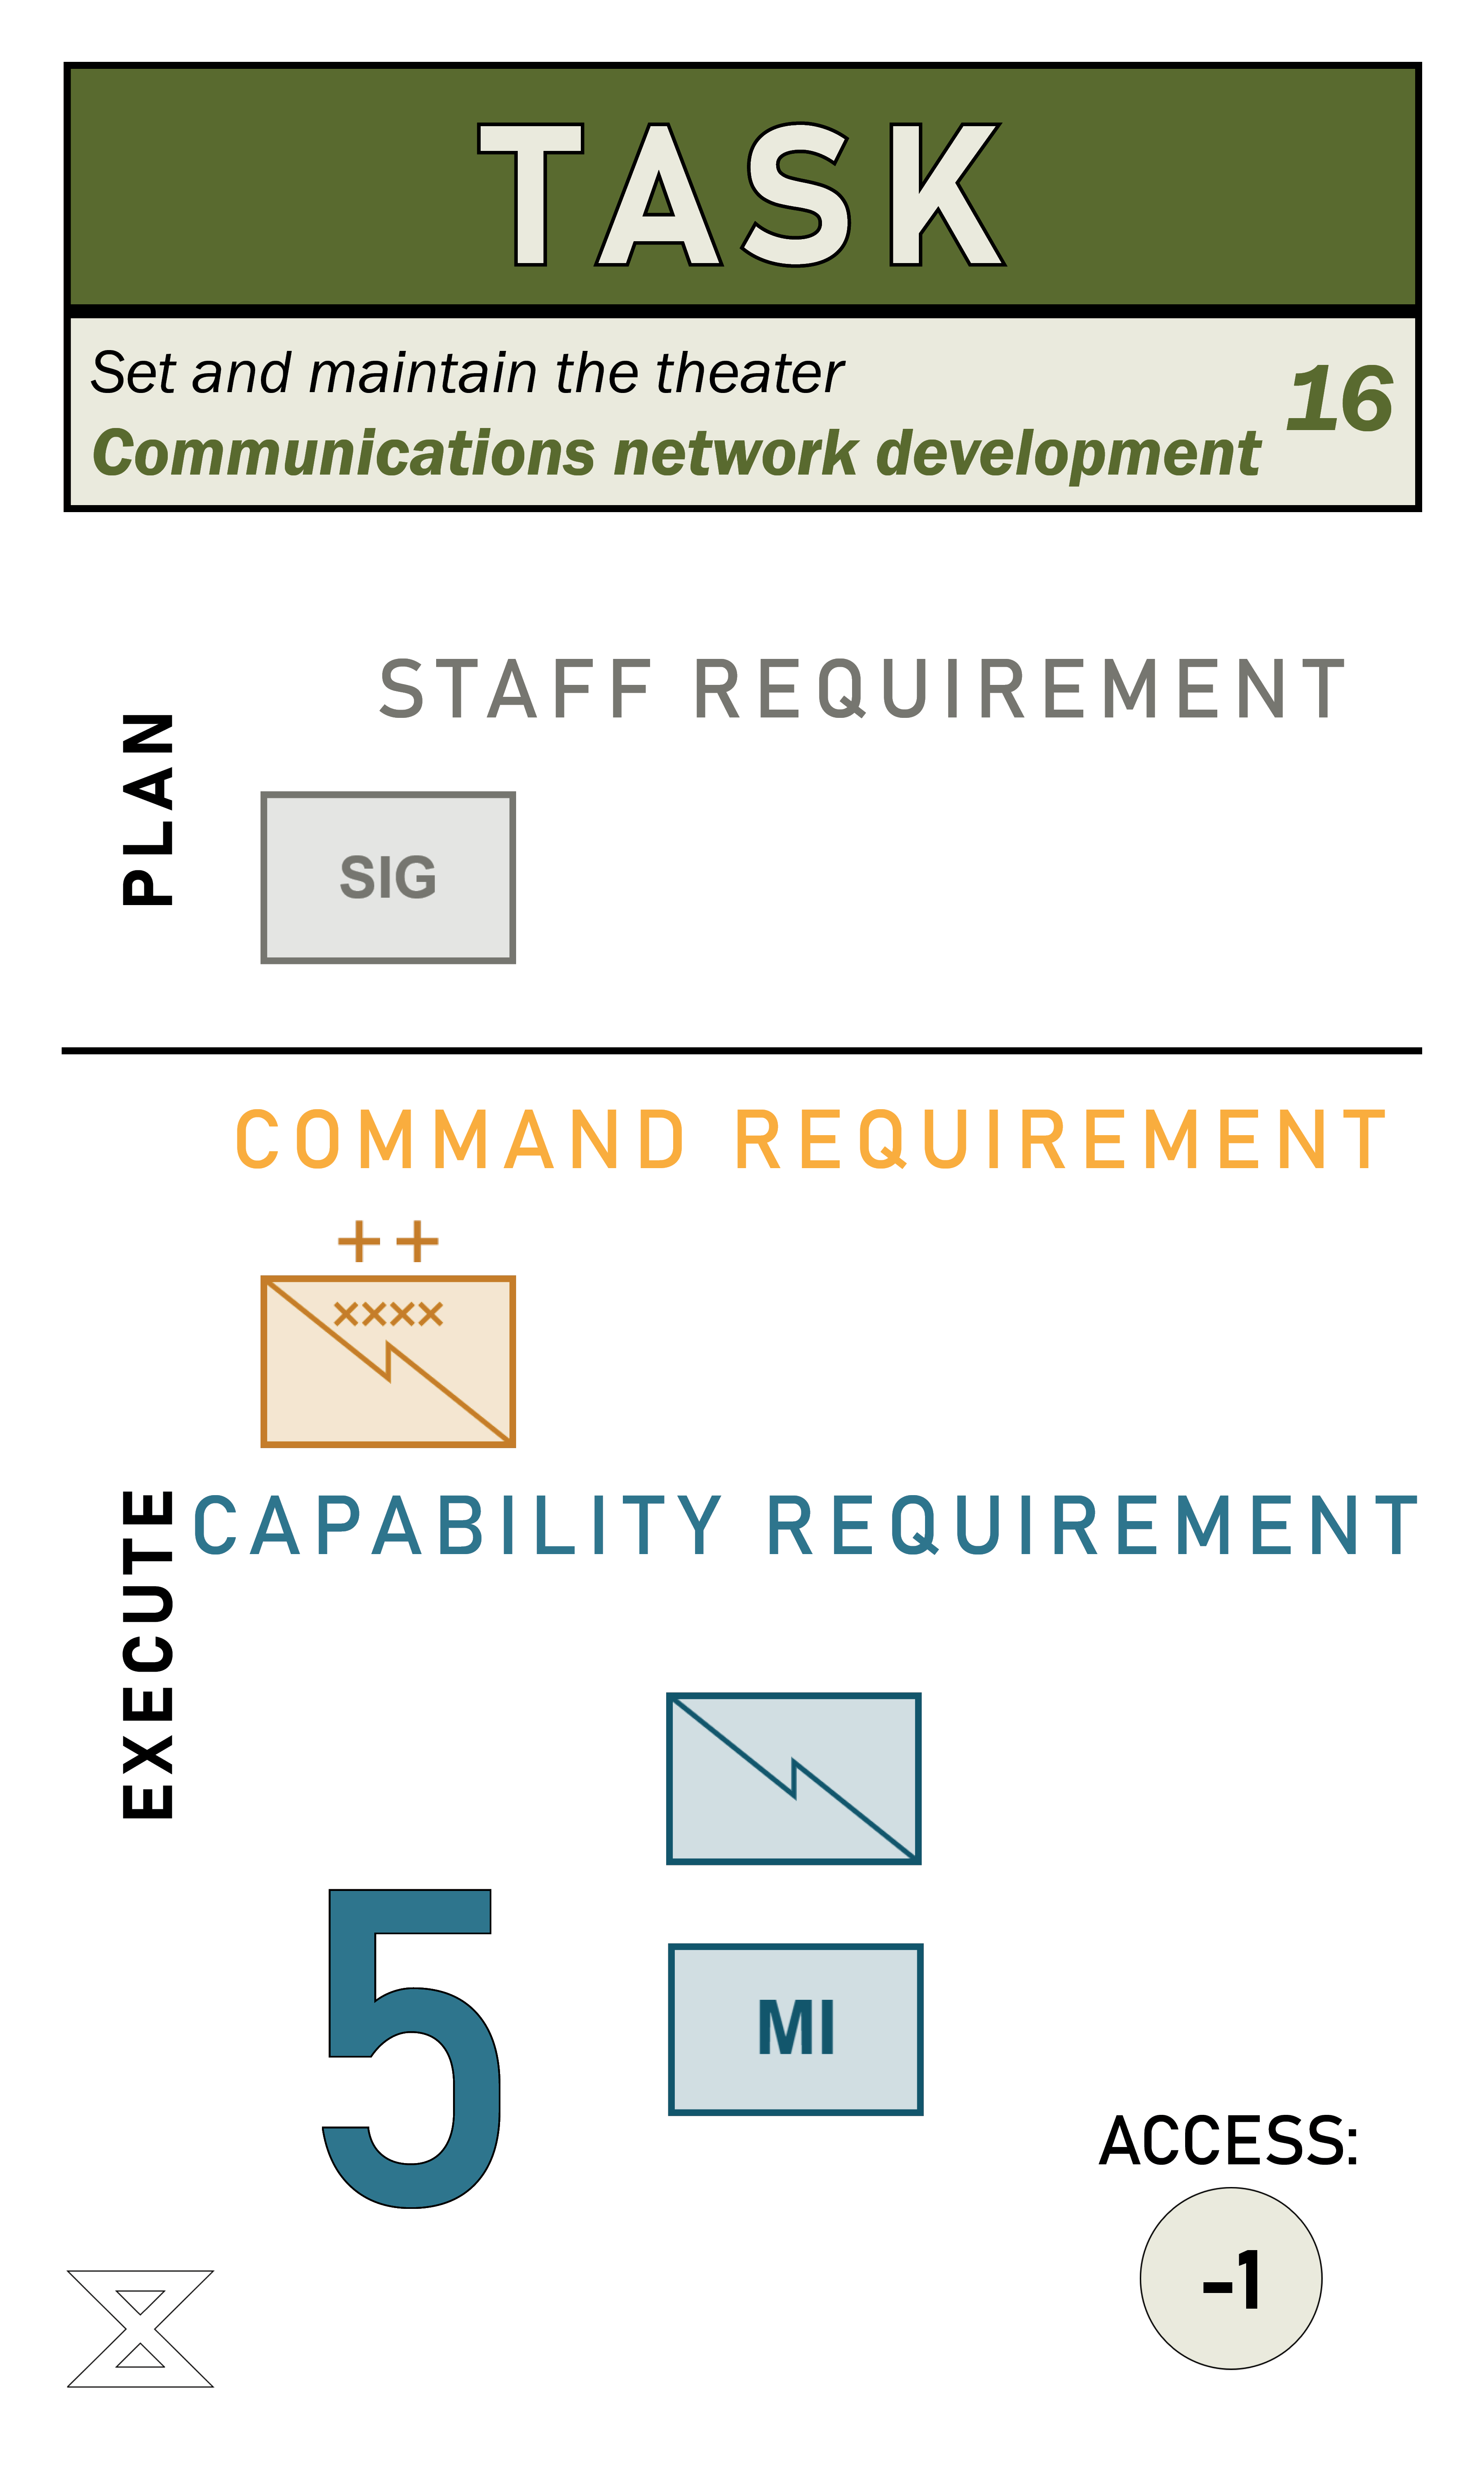 TASK
Set and maintain the theater
Communications network development
16
PLAN
STAFF REQUIREMENT
SIG
COMMAND REQUIREMENT
++
××××
EXECUTE
CAPABILITY REQUIREMENT
5
MI
ACCESS:
-1